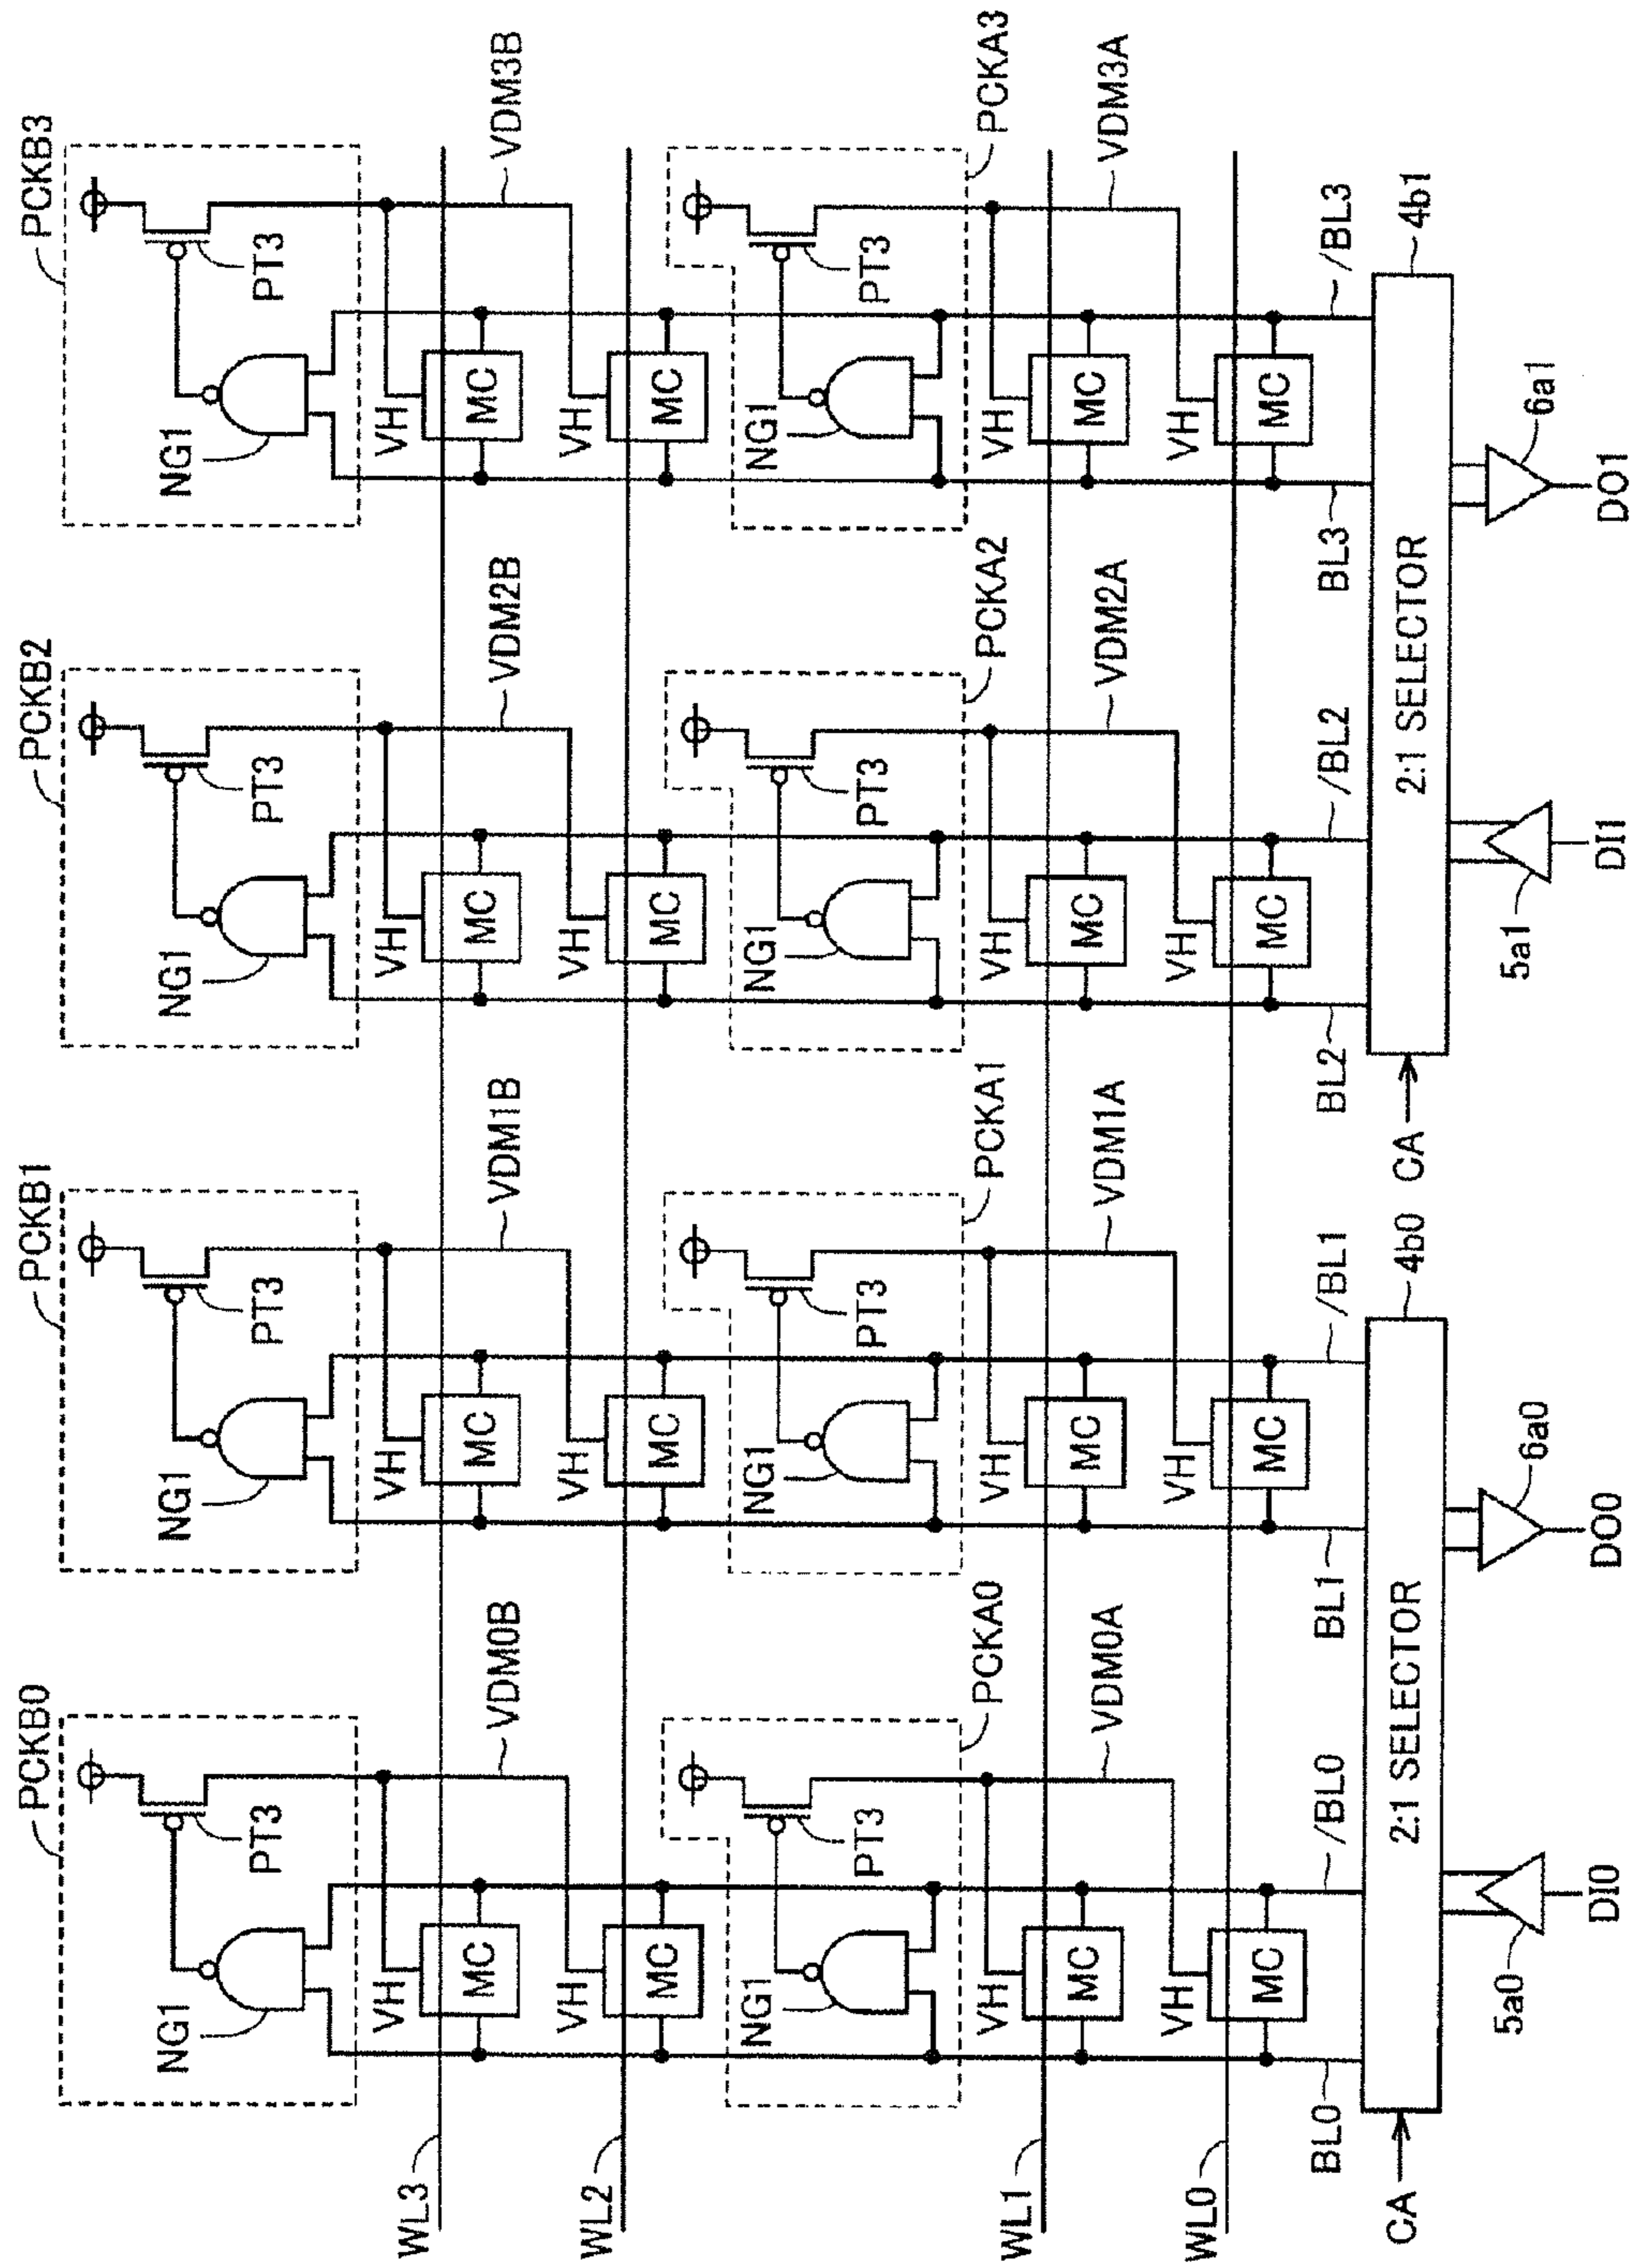 PCKB0
PCKB1
PCKB2
PCKB3
PT3
PT3
PT3
PT3
NG1
NG1
NG1
NG1
VH
VH
VH
VH
WL3
MC
MC
MC
MC
VDM0B
VDM1B
VDM2B
VDM3B
VH
VH
VH
VH
WL2
MC
MC
MC
MC
NG1
NG1
NG1
NG1
PT3
PT3
PT3
PT3
PCKA0
PCKA1
PCKA2
PCKA3
VH
VH
VH
VH
WL1
MC
MC
MC
MC
VDM0A
VDM1A
VDM2A
VDM3A
VH
VH
VH
VH
WL0
MC
MC
MC
MC
BL0
/BL0
BL1
/BL1
BL2
/BL2
BL3
/BL3
CA
2:1 SELECTOR
4b0
CA
2:1 SELECTOR
4b1
5a0
6a0
5a1
6a1
DI0
DO0
DI1
DO1